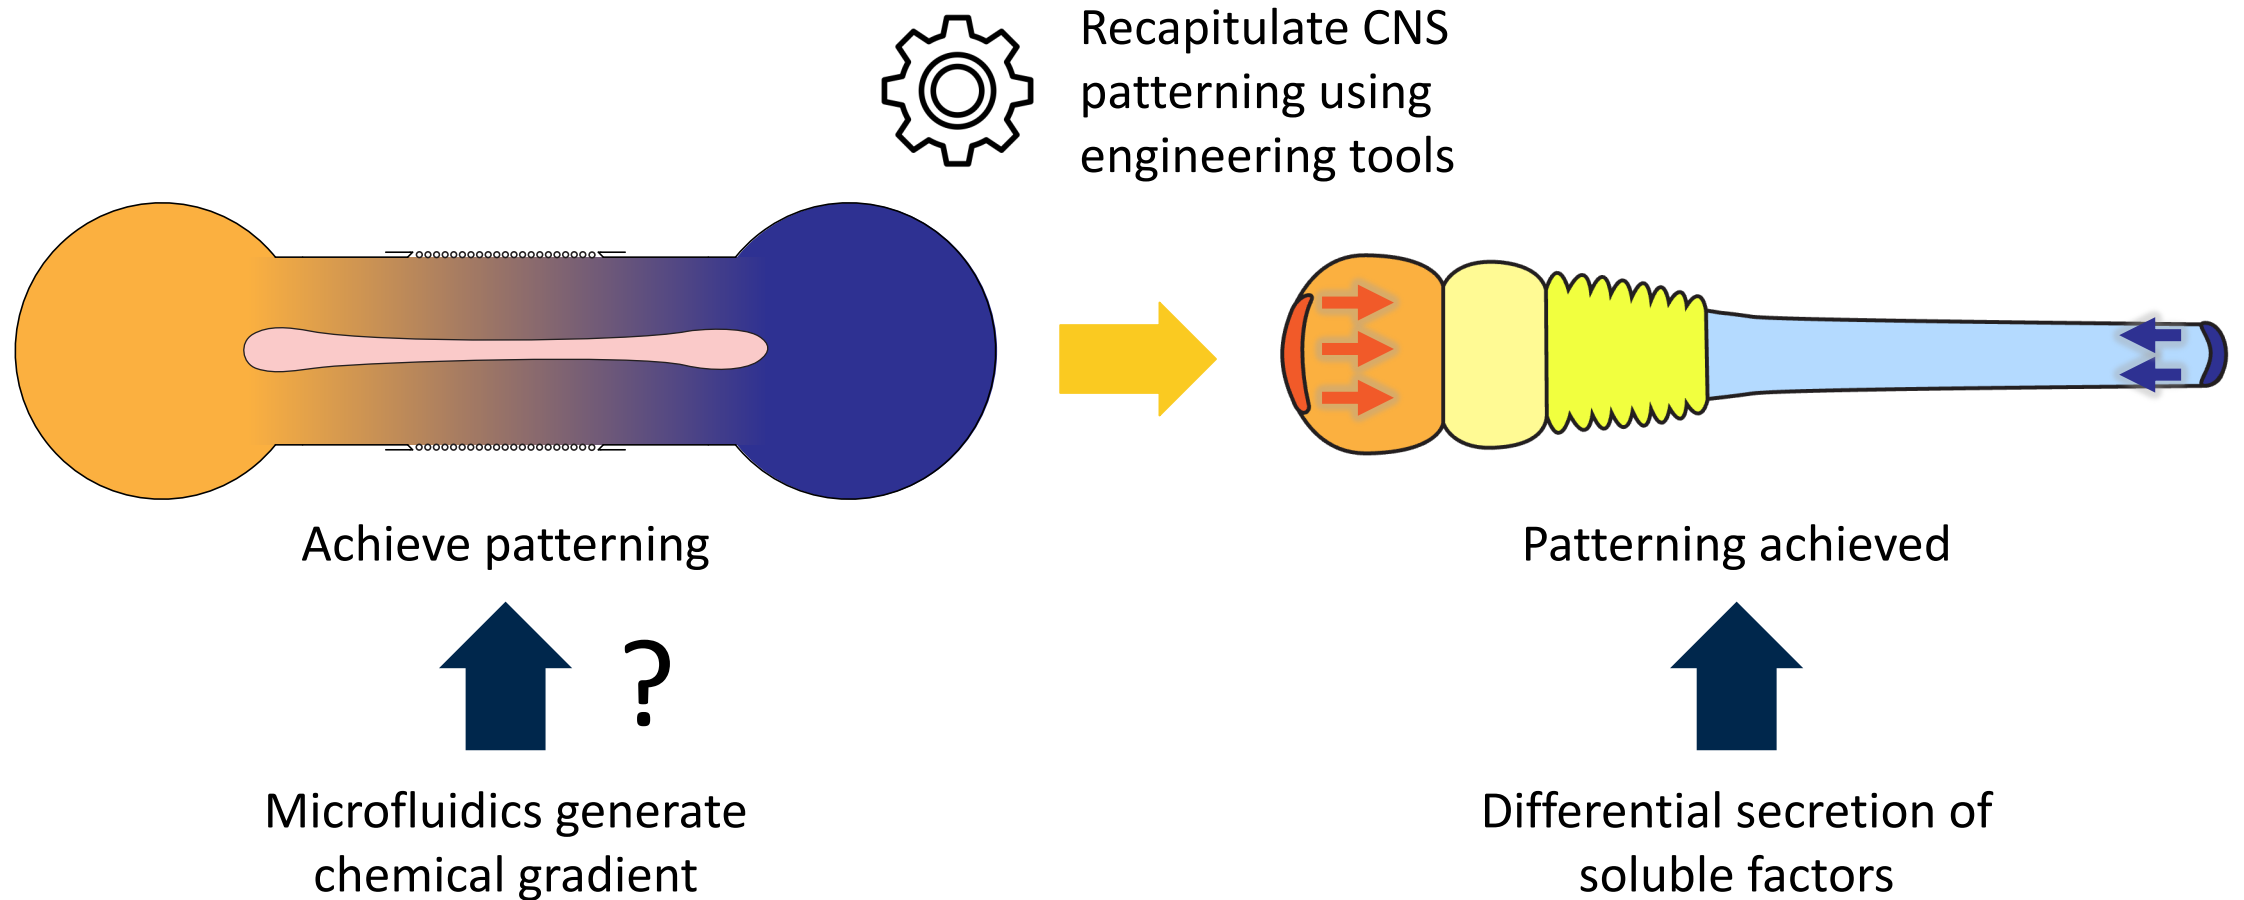 Recapitulate CNS
patterning using
engineering tools
Achieve patterning
Patterning achieved
?
Microfluidics generate
chemical gradient
Differential secretion of
soluble factors